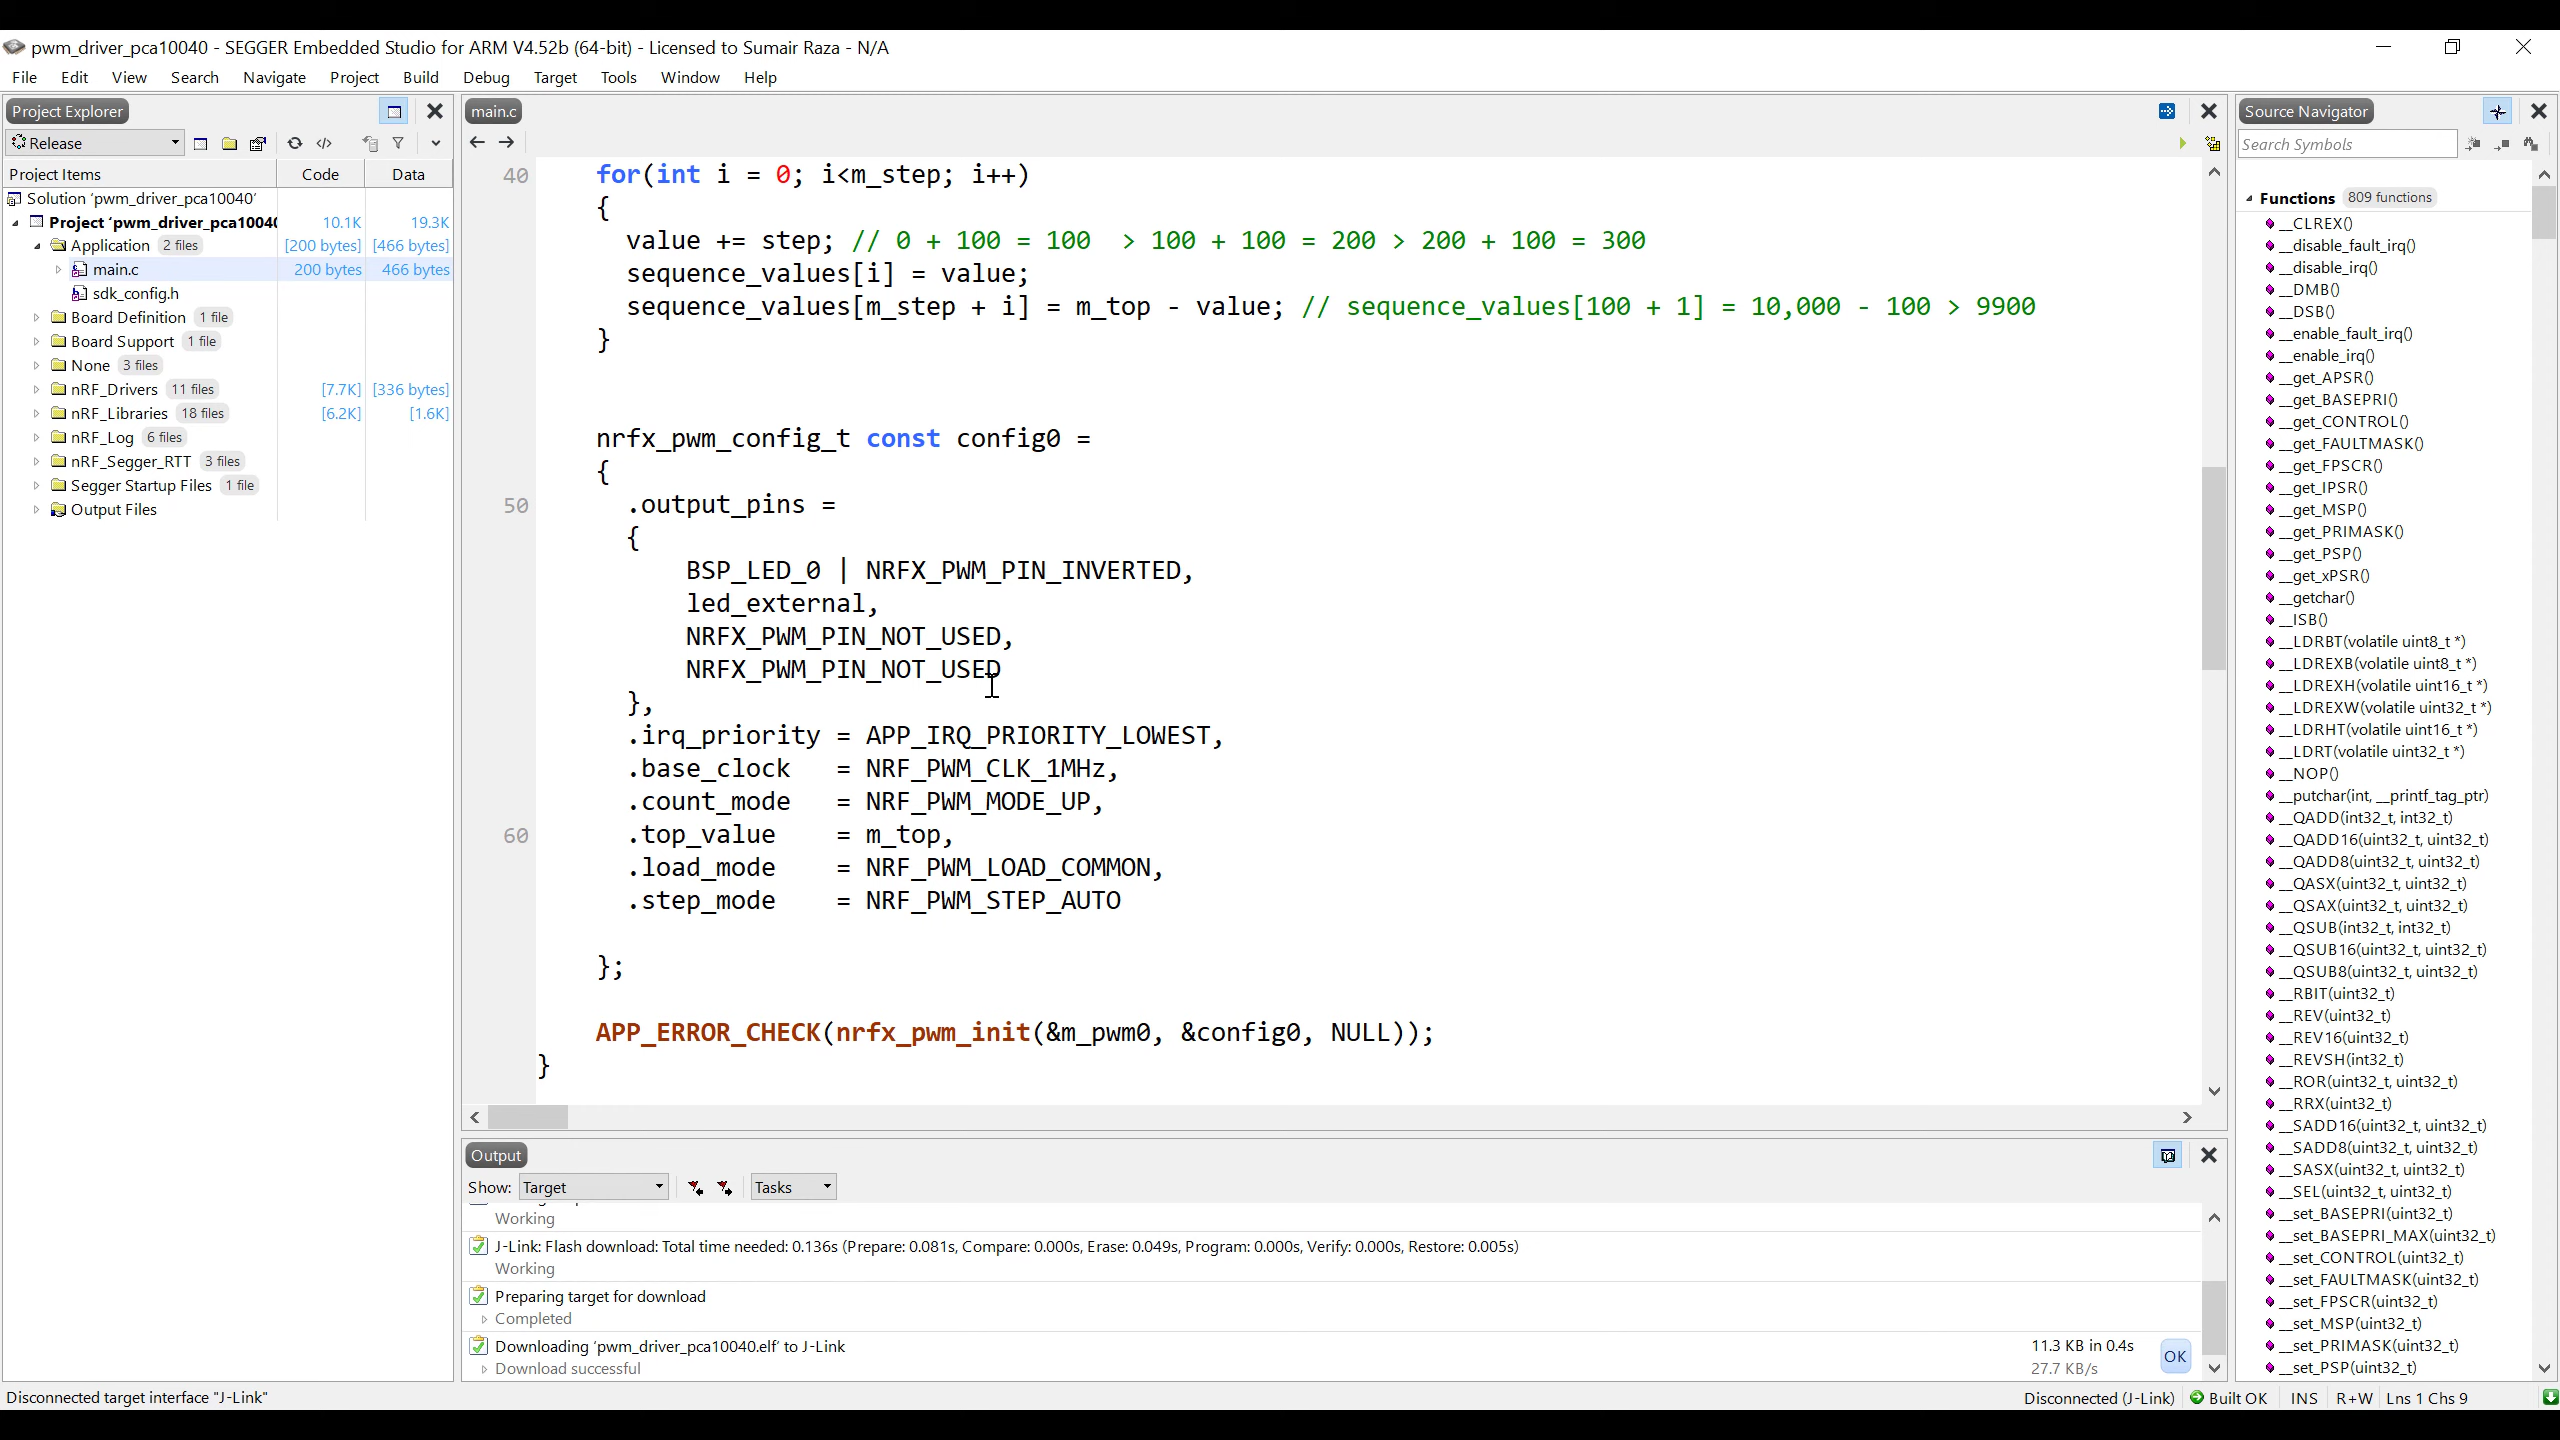 pwm_driver_pca10040 - SEGGER Embedded Studio for ARM V4.52b (64-bit) - Licensed to Sumair Raza - N/A
File Edit View Search Navigate Project Build Debug Target Tools Window Help
Project Explorer
Release
Project Items Code Data
Solution 'pwm_driver_pca10040'
Project 'pwm_driver_pca10040 10.1K 19.3K
Application 2 files [200 bytes] [466 bytes]
main.c 200 bytes 466 bytes
sdk_config.h
Board Definition 1 file
Board Support 1 file
None 3 files
nRF_Drivers 11 files [7.7K] [336 bytes]
nRF_Libraries 18 files [6.2K] [1.6K]
nRF_Log 6 files
nRF_Segger_RTT 3 files
Segger Startup Files 1 file
Output Files
main.c
40 for(int i = 0; i<m_step; i++)
{
value += step; // 0 + 100 = 100 > 100 + 100 = 200 > 200 + 100 = 300
sequence_values[i] = value;
sequence_values[m_step + i] = m_top - value; // sequence_values[100 + 1] = 10,000 - 100 > 9900
}
nrfx_pwm_config_t const config0 =
{
50 .output_pins =
{
BSP_LED_0 | NRFX_PWM_PIN_INVERTED,
led_external,
NRFX_PWM_PIN_NOT_USED,
NRFX_PWM_PIN_NOT_USED
},
.irq_priority = APP_IRQ_PRIORITY_LOWEST,
.base_clock = NRF_PWM_CLK_1MHz,
.count_mode = NRF_PWM_MODE_UP,
60 .top_value = m_top,
.load_mode = NRF_PWM_LOAD_COMMON,
.step_mode = NRF_PWM_STEP_AUTO
};
APP_ERROR_CHECK(nrfx_pwm_init(&m_pwm0, &config0, NULL));
}
Output
Show: Target Tasks
Working
J-Link: Flash download: Total time needed: 0.136s (Prepare: 0.081s, Compare: 0.000s, Erase: 0.049s, Program: 0.000s, Verify: 0.000s, Restore: 0.005s)
Working
Preparing target for download
Completed
Downloading 'pwm_driver_pca10040.elf' to J-Link 11.3 KB in 0.4s
Download successful 27.7 KB/s
OK
Source Navigator
Search Symbols
Functions 809 functions
__CLREX()
__disable_fault_irq()
__disable_irq()
__DMB()
__DSB()
__enable_fault_irq()
__enable_irq()
__get_APSR()
__get_BASEPRI()
__get_CONTROL()
__get_FAULTMASK()
__get_FPSCR()
__get_IPSR()
__get_MSP()
__get_PRIMASK()
__get_PSP()
__get_xPSR()
__getchar()
__ISB()
__LDRBT(volatile uint8_t *)
__LDREXB(volatile uint8_t *)
__LDREXH(volatile uint16_t *)
__LDREXW(volatile uint32_t *)
__LDRHT(volatile uint16_t *)
__LDRT(volatile uint32_t *)
__NOP()
__putchar(int, __printf_tag_ptr)
__QADD(int32_t, int32_t)
__QADD16(uint32_t, uint32_t)
__QADD8(uint32_t, uint32_t)
__QASX(uint32_t, uint32_t)
__QSAX(uint32_t, uint32_t)
__QSUB(int32_t, int32_t)
__QSUB16(uint32_t, uint32_t)
__QSUB8(uint32_t, uint32_t)
__RBIT(uint32_t)
__REV(uint32_t)
__REV16(uint32_t)
__REVSH(int32_t)
__ROR(uint32_t, uint32_t)
__RRX(uint32_t)
__SADD16(uint32_t, uint32_t)
__SADD8(uint32_t, uint32_t)
__SASX(uint32_t, uint32_t)
__SEL(uint32_t, uint32_t)
__set_BASEPRI(uint32_t)
__set_BASEPRI_MAX(uint32_t)
__set_CONTROL(uint32_t)
__set_FAULTMASK(uint32_t)
__set_FPSCR(uint32_t)
__set_MSP(uint32_t)
__set_PRIMASK(uint32_t)
__set_PSP(uint32_t)
Disconnected target interface "J-Link" Disconnected (J-Link) Built OK INS R+W Lns 1 Chs 9